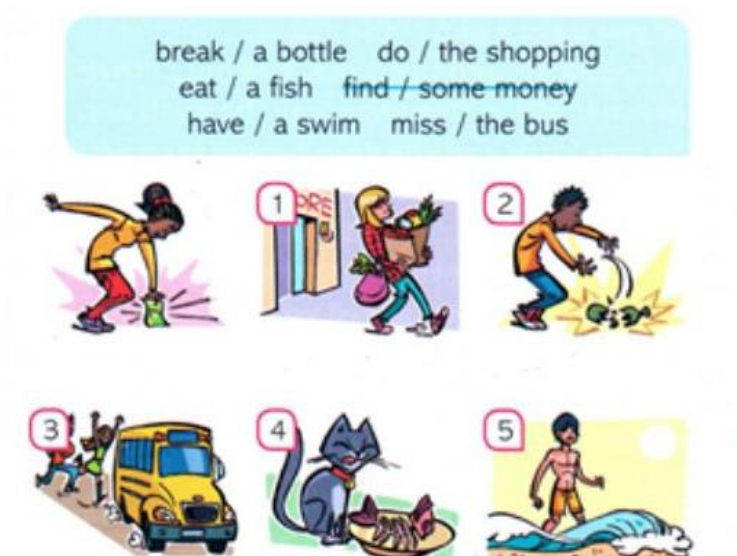 break / a bottle do / the shopping
eat / a fish find / some money
have / a swim miss / the bus
1
ORE
2
3
4
5